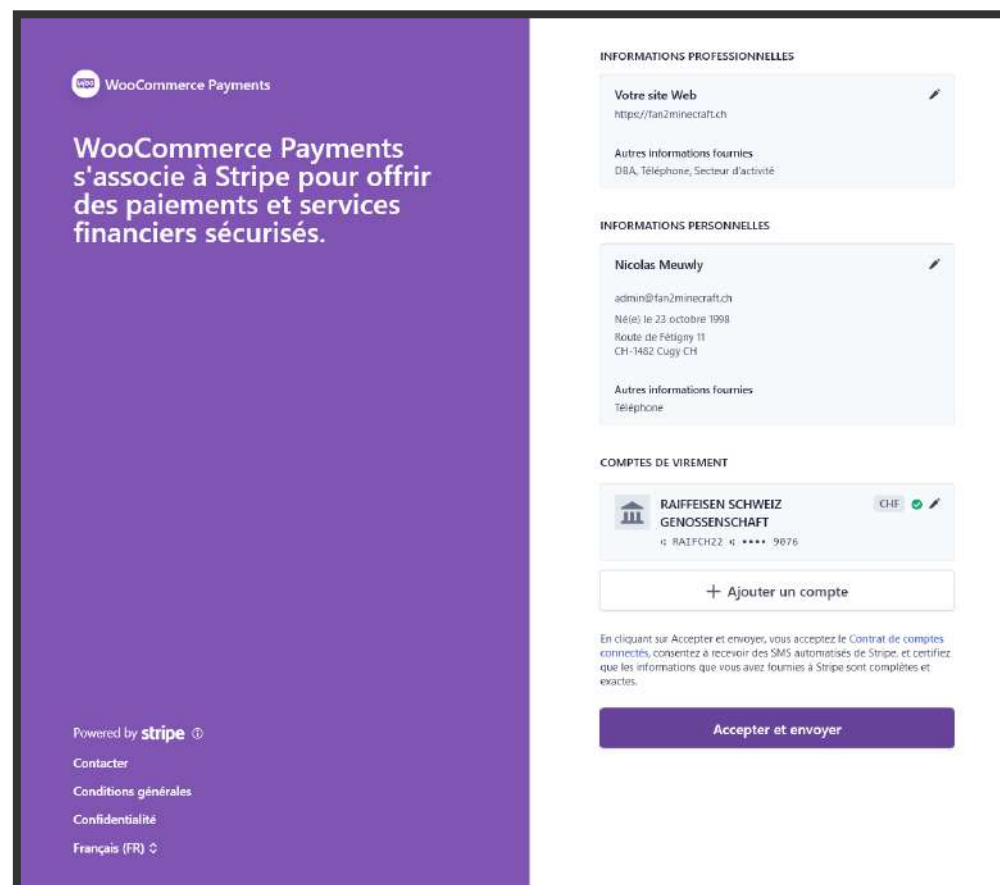 Woo WooCommerce Payments
WooCommerce Payments
s'associe à Stripe pour offrir
des paiements et services
financiers sécurisés.
Powered by stripe
Contacter
Conditions générales
Confidentialité
Français (FR)
INFORMATIONS PROFESSIONNELLES
Votre site Web
https://fan2minecraft.ch
Autres informations fournies
DBA, Téléphone, Secteur d'activité
INFORMATIONS PERSONNELLES
Nicolas Meuwly
admin@fan2minecraft.ch
Né(e) le 23 octobre 1998
Route de Fétigny 11
CH-1482 Cugy CH
Autres informations fournies
Téléphone
COMPTES DE VIREMENT
RAIFFEISEN SCHWEIZ
GENOSSENSCHAFT
CHF
⑆ RAIFCH22 ⑆ •••• 9076
+ Ajouter un compte
En cliquant sur Accepter et envoyer, vous acceptez le Contrat de comptes
connectés, consentez à recevoir des SMS automatisés de Stripe, et certifiez
que les informations que vous avez fournies à Stripe sont complètes et
exactes.
Accepter et envoyer